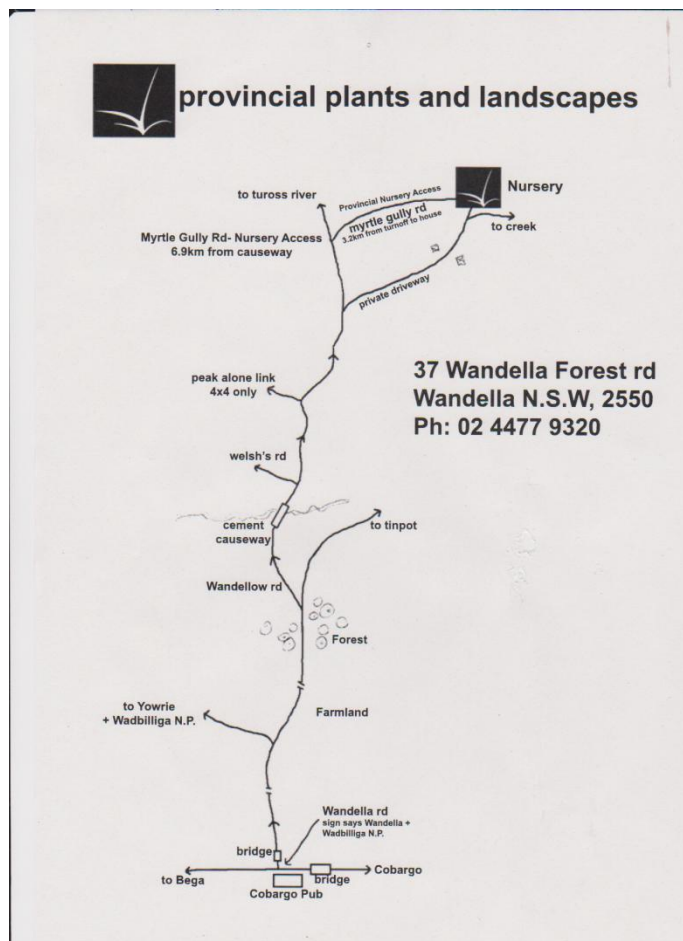 provincial plants and landscapes
to tuross river
Provincial Nursery Access
myrtle gully rd
3.2km from turnoff to house
Nursery
to creek
Myrtle Gully Rd- Nursery Access
6.9km from causeway
private driveway
peak alone link
4x4 only
37 Wandella Forest rd
Wandella N.S.W, 2550
Ph: 02 4477 9320
welsh's rd
cement
causeway
to tinpot
Wandellow rd
Forest
to Yowrie
+ Wadbilliga N.P.
Farmland
Wandella rd
sign says Wandella +
Wadbilliga N.P.
bridge
to Bega
bridge
Cobargo
Cobargo Pub